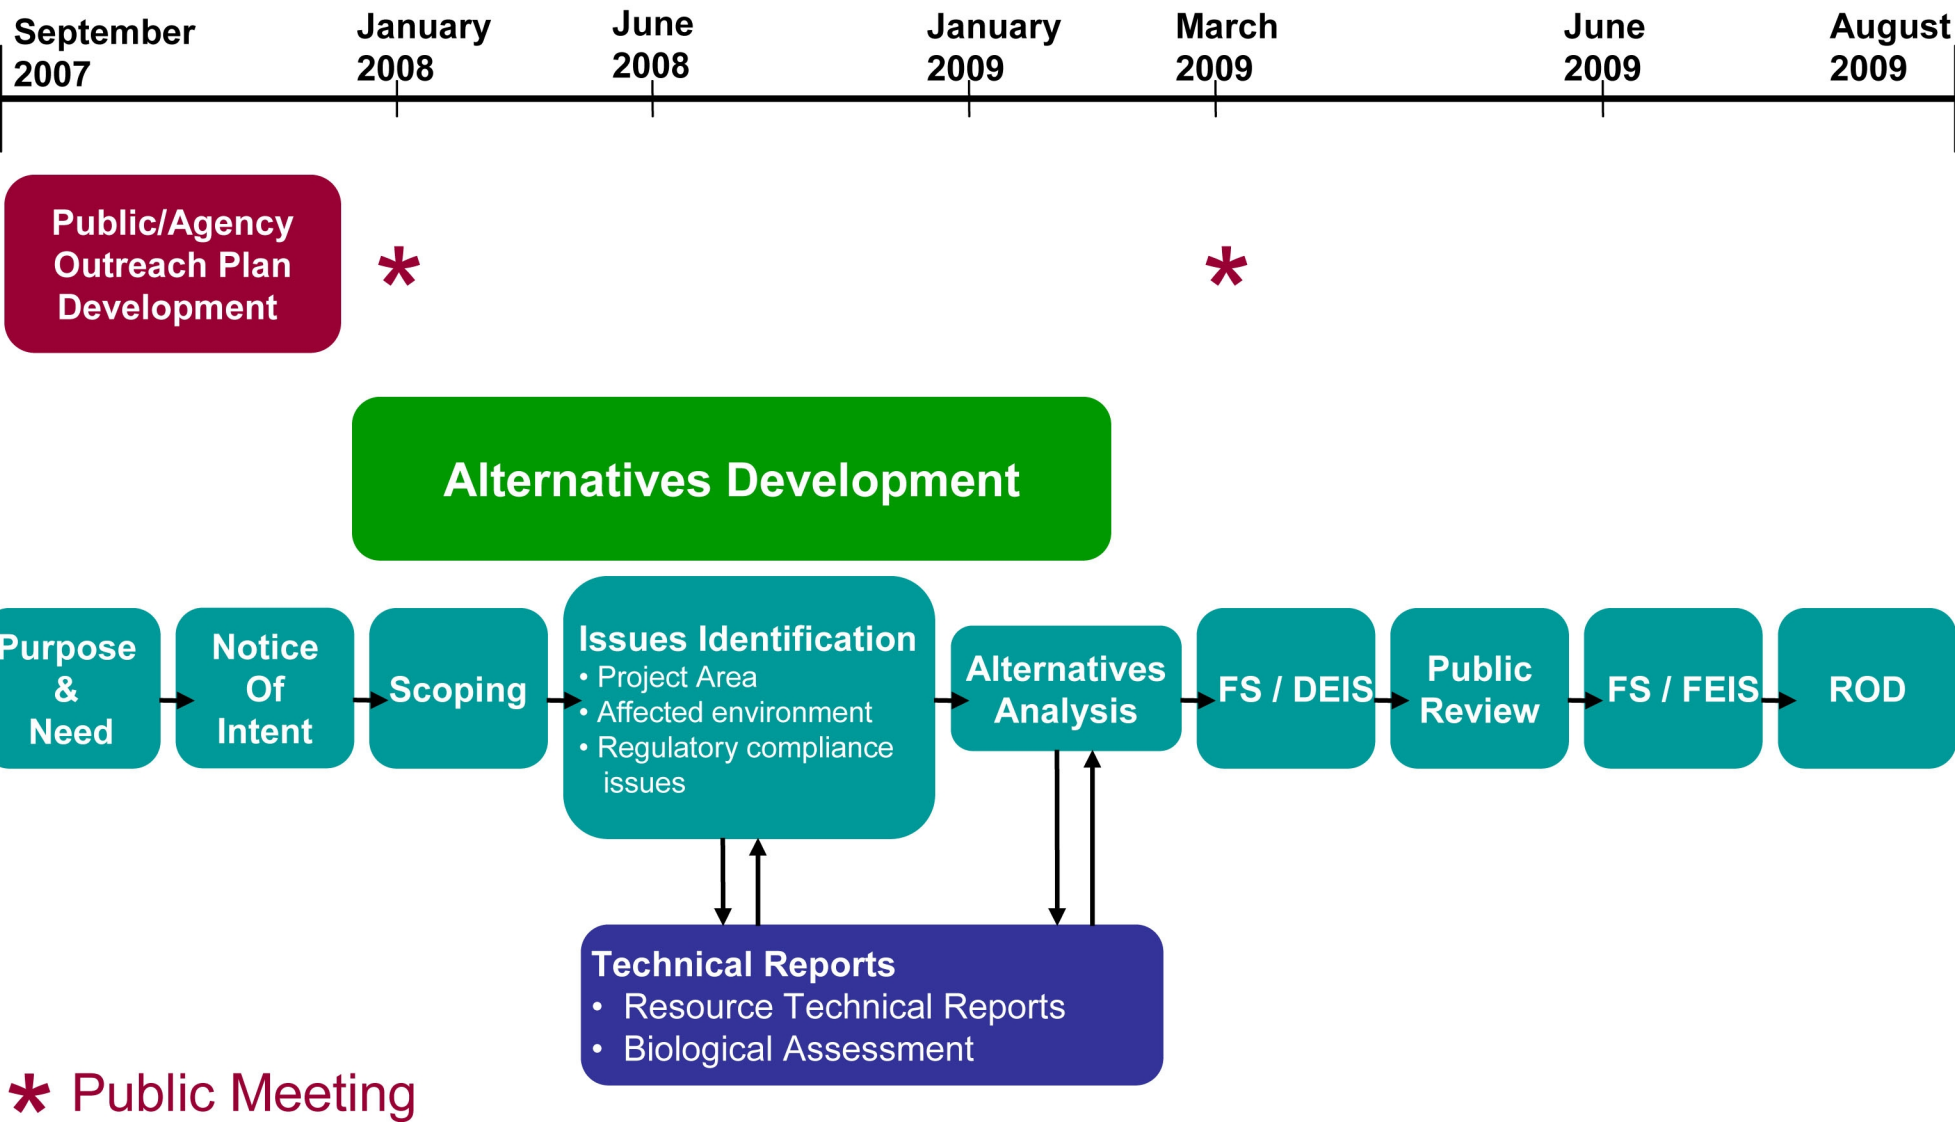 September
2007
January
2008
June
2008
January
2009
March
2009
June
2009
August
2009
Public/Agency
Outreach Plan
Development
*
*
Alternatives Development
Purpose
&
Need
Notice
Of
Intent
Scoping
Issues Identification
• Project Area
• Affected environment
• Regulatory compliance
issues
Alternatives
Analysis
FS / DEIS
Public
Review
FS / FEIS
ROD
Technical Reports
• Resource Technical Reports
• Biological Assessment
* Public Meeting